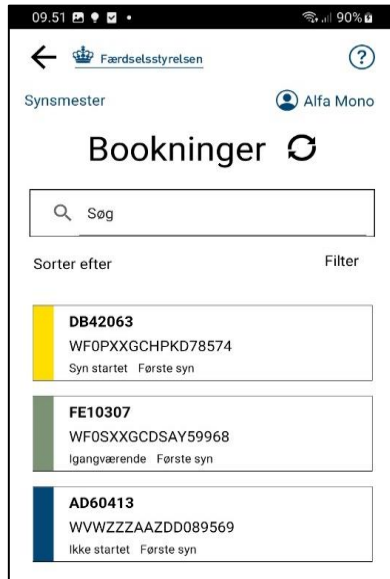 09.51 90%
Færdselsstyrelsen
?
Synsmester Alfa Mono
Bookninger
Søg
Sorter efter Filter
DB42063
WF0PXXGCHPKD78574
Syn startet Første syn
FE10307
WF0SXXGCDSAY59968
Igangværende Første syn
AD60413
WVWZZZAAZDD089569
Ikke startet Første syn